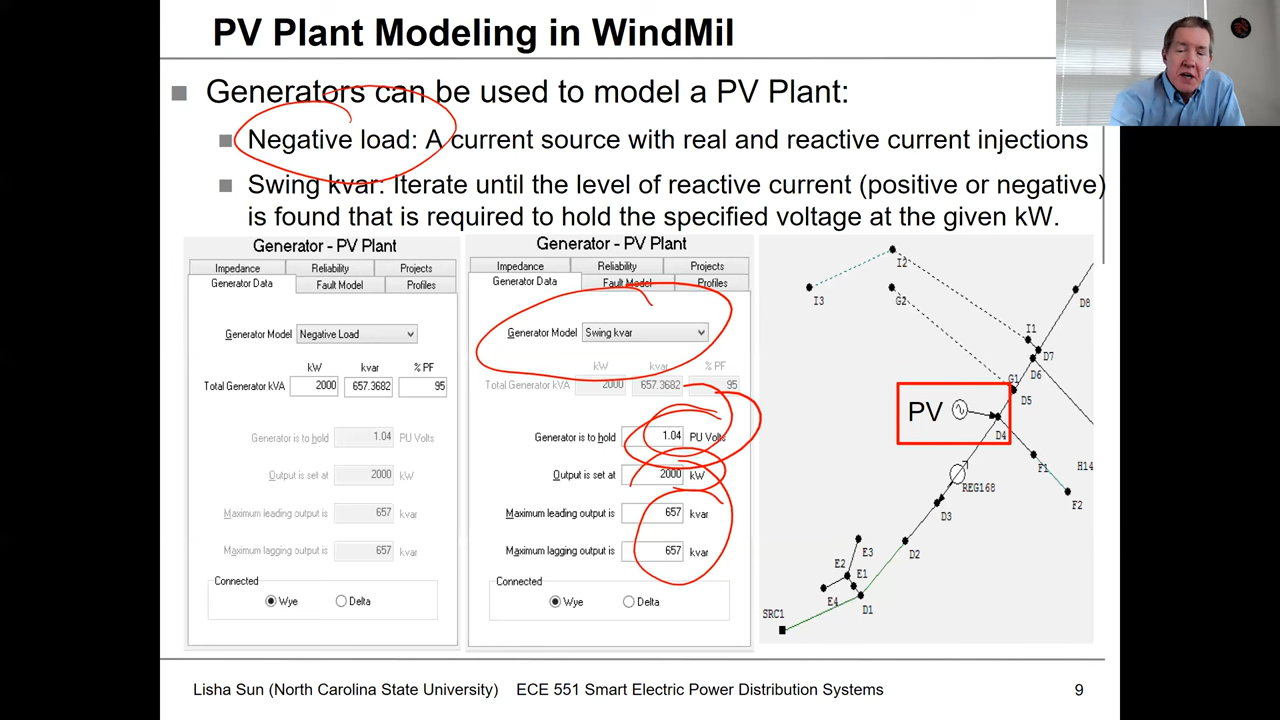 PV Plant Modeling in WindMil
Generators can be used to model a PV Plant:
Negative load: A current source with real and reactive current injections
Swing kvar: Iterate until the level of reactive current (positive or negative)
is found that is required to hold the specified voltage at the given kW.
Generator - PV Plant
Impedance Reliability Projects
Generator Data Fault Model Profiles
Generator Model Negative Load
kW kvar % PF
Total Generator kVA 2000 657.3682 95
Generator is to hold 1.04 PU Volts
Output is set at 2000 kW
Maximum leading output is 657 kvar
Maximum lagging output is 657 kvar
Connected
Wye Delta
Generator - PV Plant
Impedance Reliability Projects
Generator Data Fault Model Profiles
Generator Model Swing kvar
kW kvar % PF
Total Generator kVA 2000 657.3682 95
Generator is to hold 1.04 PU Volts
Output is set at 2000 kW
Maximum leading output is 657 kvar
Maximum lagging output is 657 kvar
Connected
Wye Delta
I2
I3
G2
D8
I1
D7
D6
G1
D5
PV
D4
F1
H14
REG168
F2
D3
D2
E3
E2
E1
E4
D1
SRC1
Lisha Sun (North Carolina State University) ECE 551 Smart Electric Power Distribution Systems 9